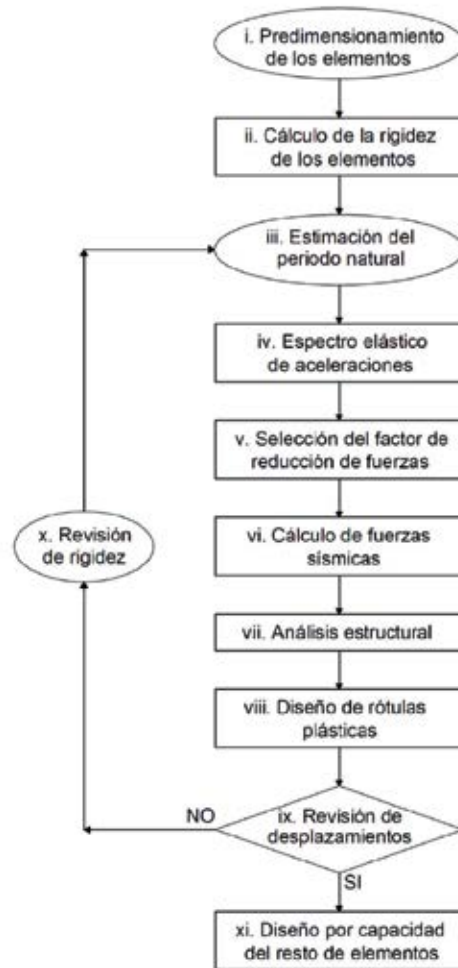 i. Predimensionamiento
de los elementos
ii. Cálculo de la rigidez
de los elementos
iii. Estimación del
periodo natural
iv. Espectro elástico
de aceleraciones
v. Selección del factor de
reducción de fuerzas
x. Revisión
de rigidez
vi. Cálculo de fuerzas
sísmicas
vii. Análisis estructural
viii. Diseño de rótulas
plásticas
NO
ix. Revisión de
desplazamientos
SI
xi. Diseño por capacidad
del resto de elementos